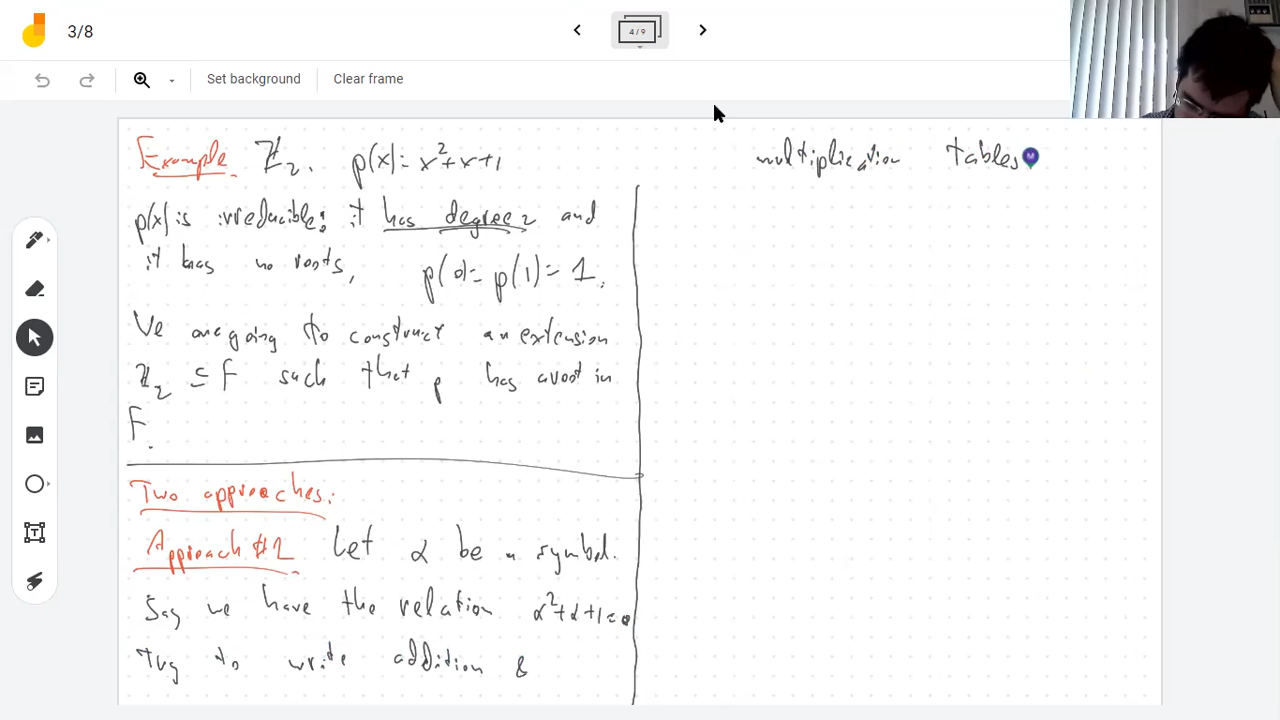 3/8
4/9
Set background
Clear frame
Example ℤ₂. p(x)= x²+x+1
p(x) is irreducible: it has degree 2 and
it has no roots, p(0)= p(1)= 1.
We are going to construct an extension
ℤ₂ ⊆ F such that p has a root in
F.
Two approaches:
Approach #1 Let α be a symbol.
Say we have the relation α²+α+1=0
Try to write addition &
multiplication tables
M